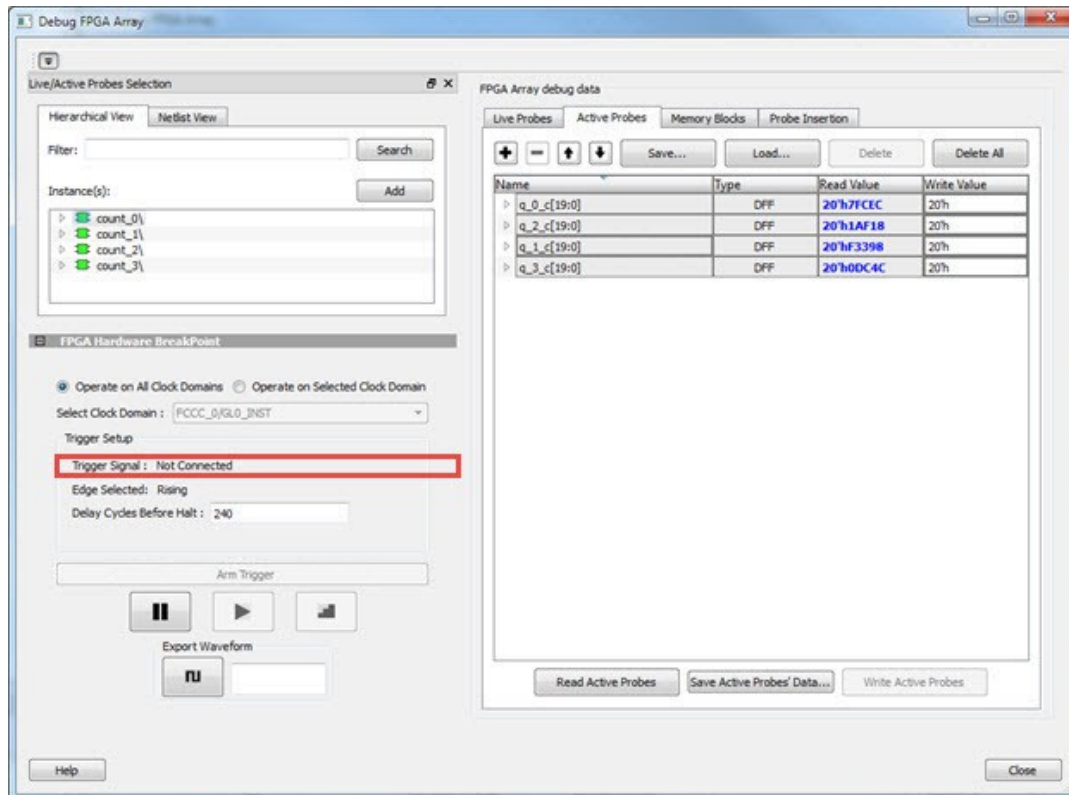 Debug FPGA Array
Live/Active Probes Selection
Hierarchical View Netlist View
Filter: Search
Instance(s): Add
count_0\
count_1\
count_2\
count_3\
FPGA Hardware BreakPoint
Operate on All Clock Domains Operate on Selected Clock Domain
Select Clock Domain : FCCC_0/GL0_INST
Trigger Setup
Trigger Signal : Not Connected
Edge Selected: Rising
Delay Cycles Before Halt : 240
Arm Trigger
Export Waveform
Help
FPGA Array debug data
Live Probes Active Probes Memory Blocks Probe Insertion
Save... Load... Delete Delete All
Name Type Read Value Write Value
q_0_c[19:0] DFF 20'h7FCEC 20'h
q_2_c[19:0] DFF 20'h1AF18 20'h
q_1_c[19:0] DFF 20'hF3398 20'h
q_3_c[19:0] DFF 20'h0DC4C 20'h
Read Active Probes Save Active Probes' Data... Write Active Probes
Close